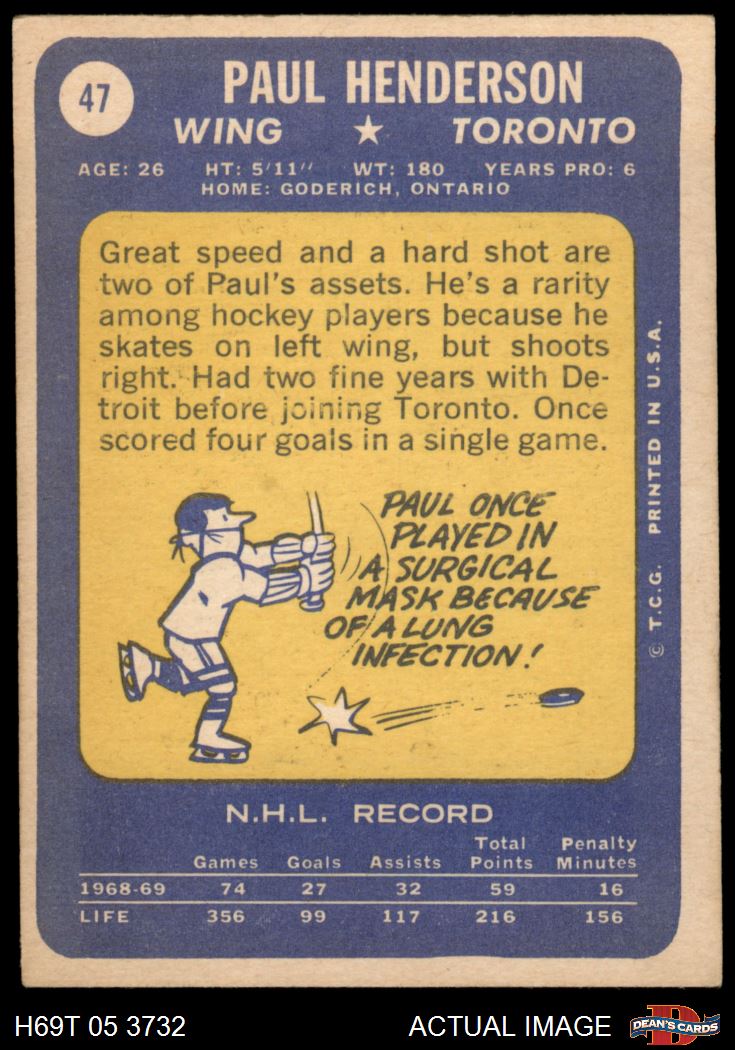 47
PAUL HENDERSON
WING ★ TORONTO
AGE: 26 HT: 5'11" WT: 180 YEARS PRO: 6
HOME: GODERICH, ONTARIO
Great speed and a hard shot are
two of Paul's assets. He's a rarity
among hockey players because he
skates on left wing, but shoots
right. Had two fine years with De-
troit before joining Toronto. Once
scored four goals in a single game.
PAUL ONCE
PLAYED IN
A SURGICAL
MASK BECAUSE
OF A LUNG
INFECTION!
© T.C.G. PRINTED IN U.S.A.
N.H.L. RECORD
Games Goals Assists Total Points Penalty Minutes
1968-69 74 27 32 59 16
LIFE 356 99 117 216 156
H69T 05 3732 ACTUAL IMAGE DEAN'S CARDS